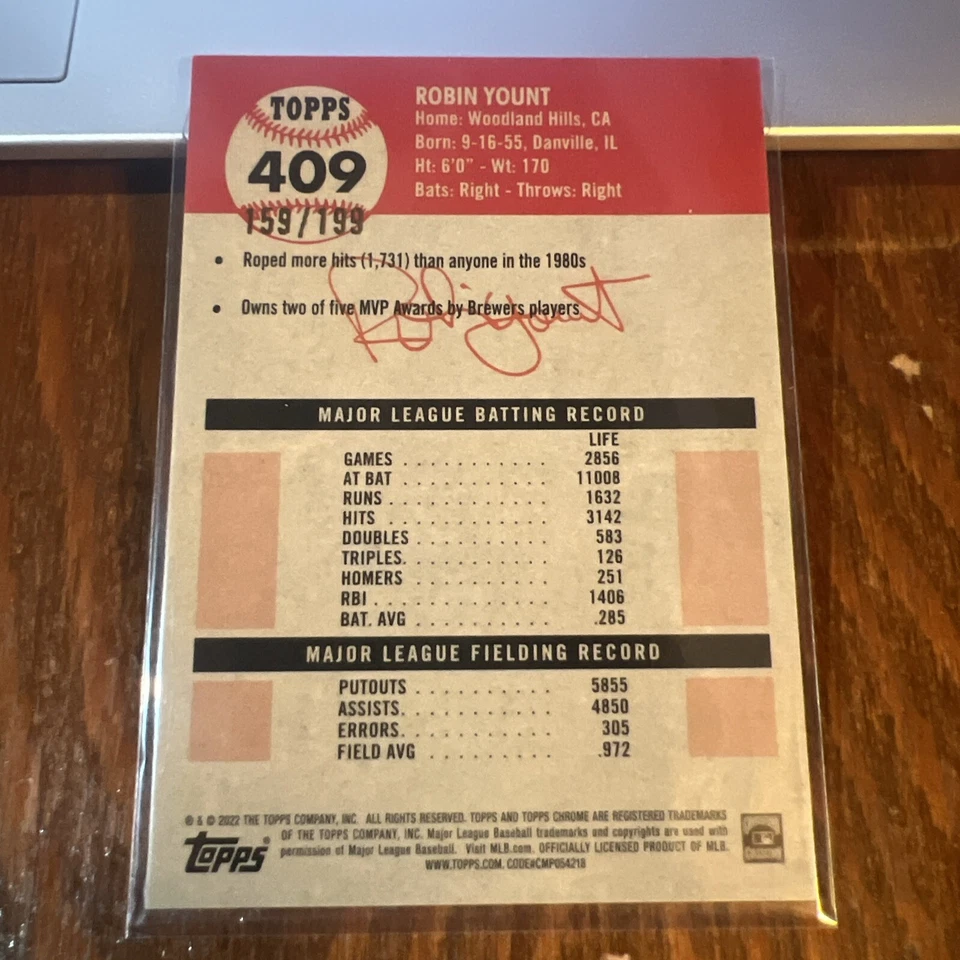 TOPPS
409
159/199
ROBIN YOUNT
Home: Woodland Hills, CA
Born: 9-16-55, Danville, IL
Ht: 6'0" - Wt: 170
Bats: Right - Throws: Right
• Roped more hits (1,731) than anyone in the 1980s
• Owns two of five MVP Awards by Brewers players
Robin Yount
MAJOR LEAGUE BATTING RECORD
LIFE
GAMES . . . . . . . . . . . 2856
AT BAT . . . . . . . . . . . 11008
RUNS . . . . . . . . . . . . 1632
HITS . . . . . . . . . . . . 3142
DOUBLES . . . . . . . . . . 583
TRIPLES. . . . . . . . . . . 126
HOMERS . . . . . . . . . . 251
RBI . . . . . . . . . . . . . 1406
BAT. AVG . . . . . . . . . . .285
MAJOR LEAGUE FIELDING RECORD
PUTOUTS . . . . . . . . . . 5855
ASSISTS. . . . . . . . . . . 4850
ERRORS. . . . . . . . . . . 305
FIELD AVG . . . . . . . . . .972
® & © 2022 THE TOPPS COMPANY, INC. ALL RIGHTS RESERVED. TOPPS AND TOPPS CHROME ARE REGISTERED TRADEMARKS
OF THE TOPPS COMPANY, INC. Major League Baseball trademarks and copyrights are used with
permission of Major League Baseball. Visit MLB.com. OFFICIALLY LICENSED PRODUCT OF MLB.
WWW.TOPPS.COM. CODE#CMP054218
topps®